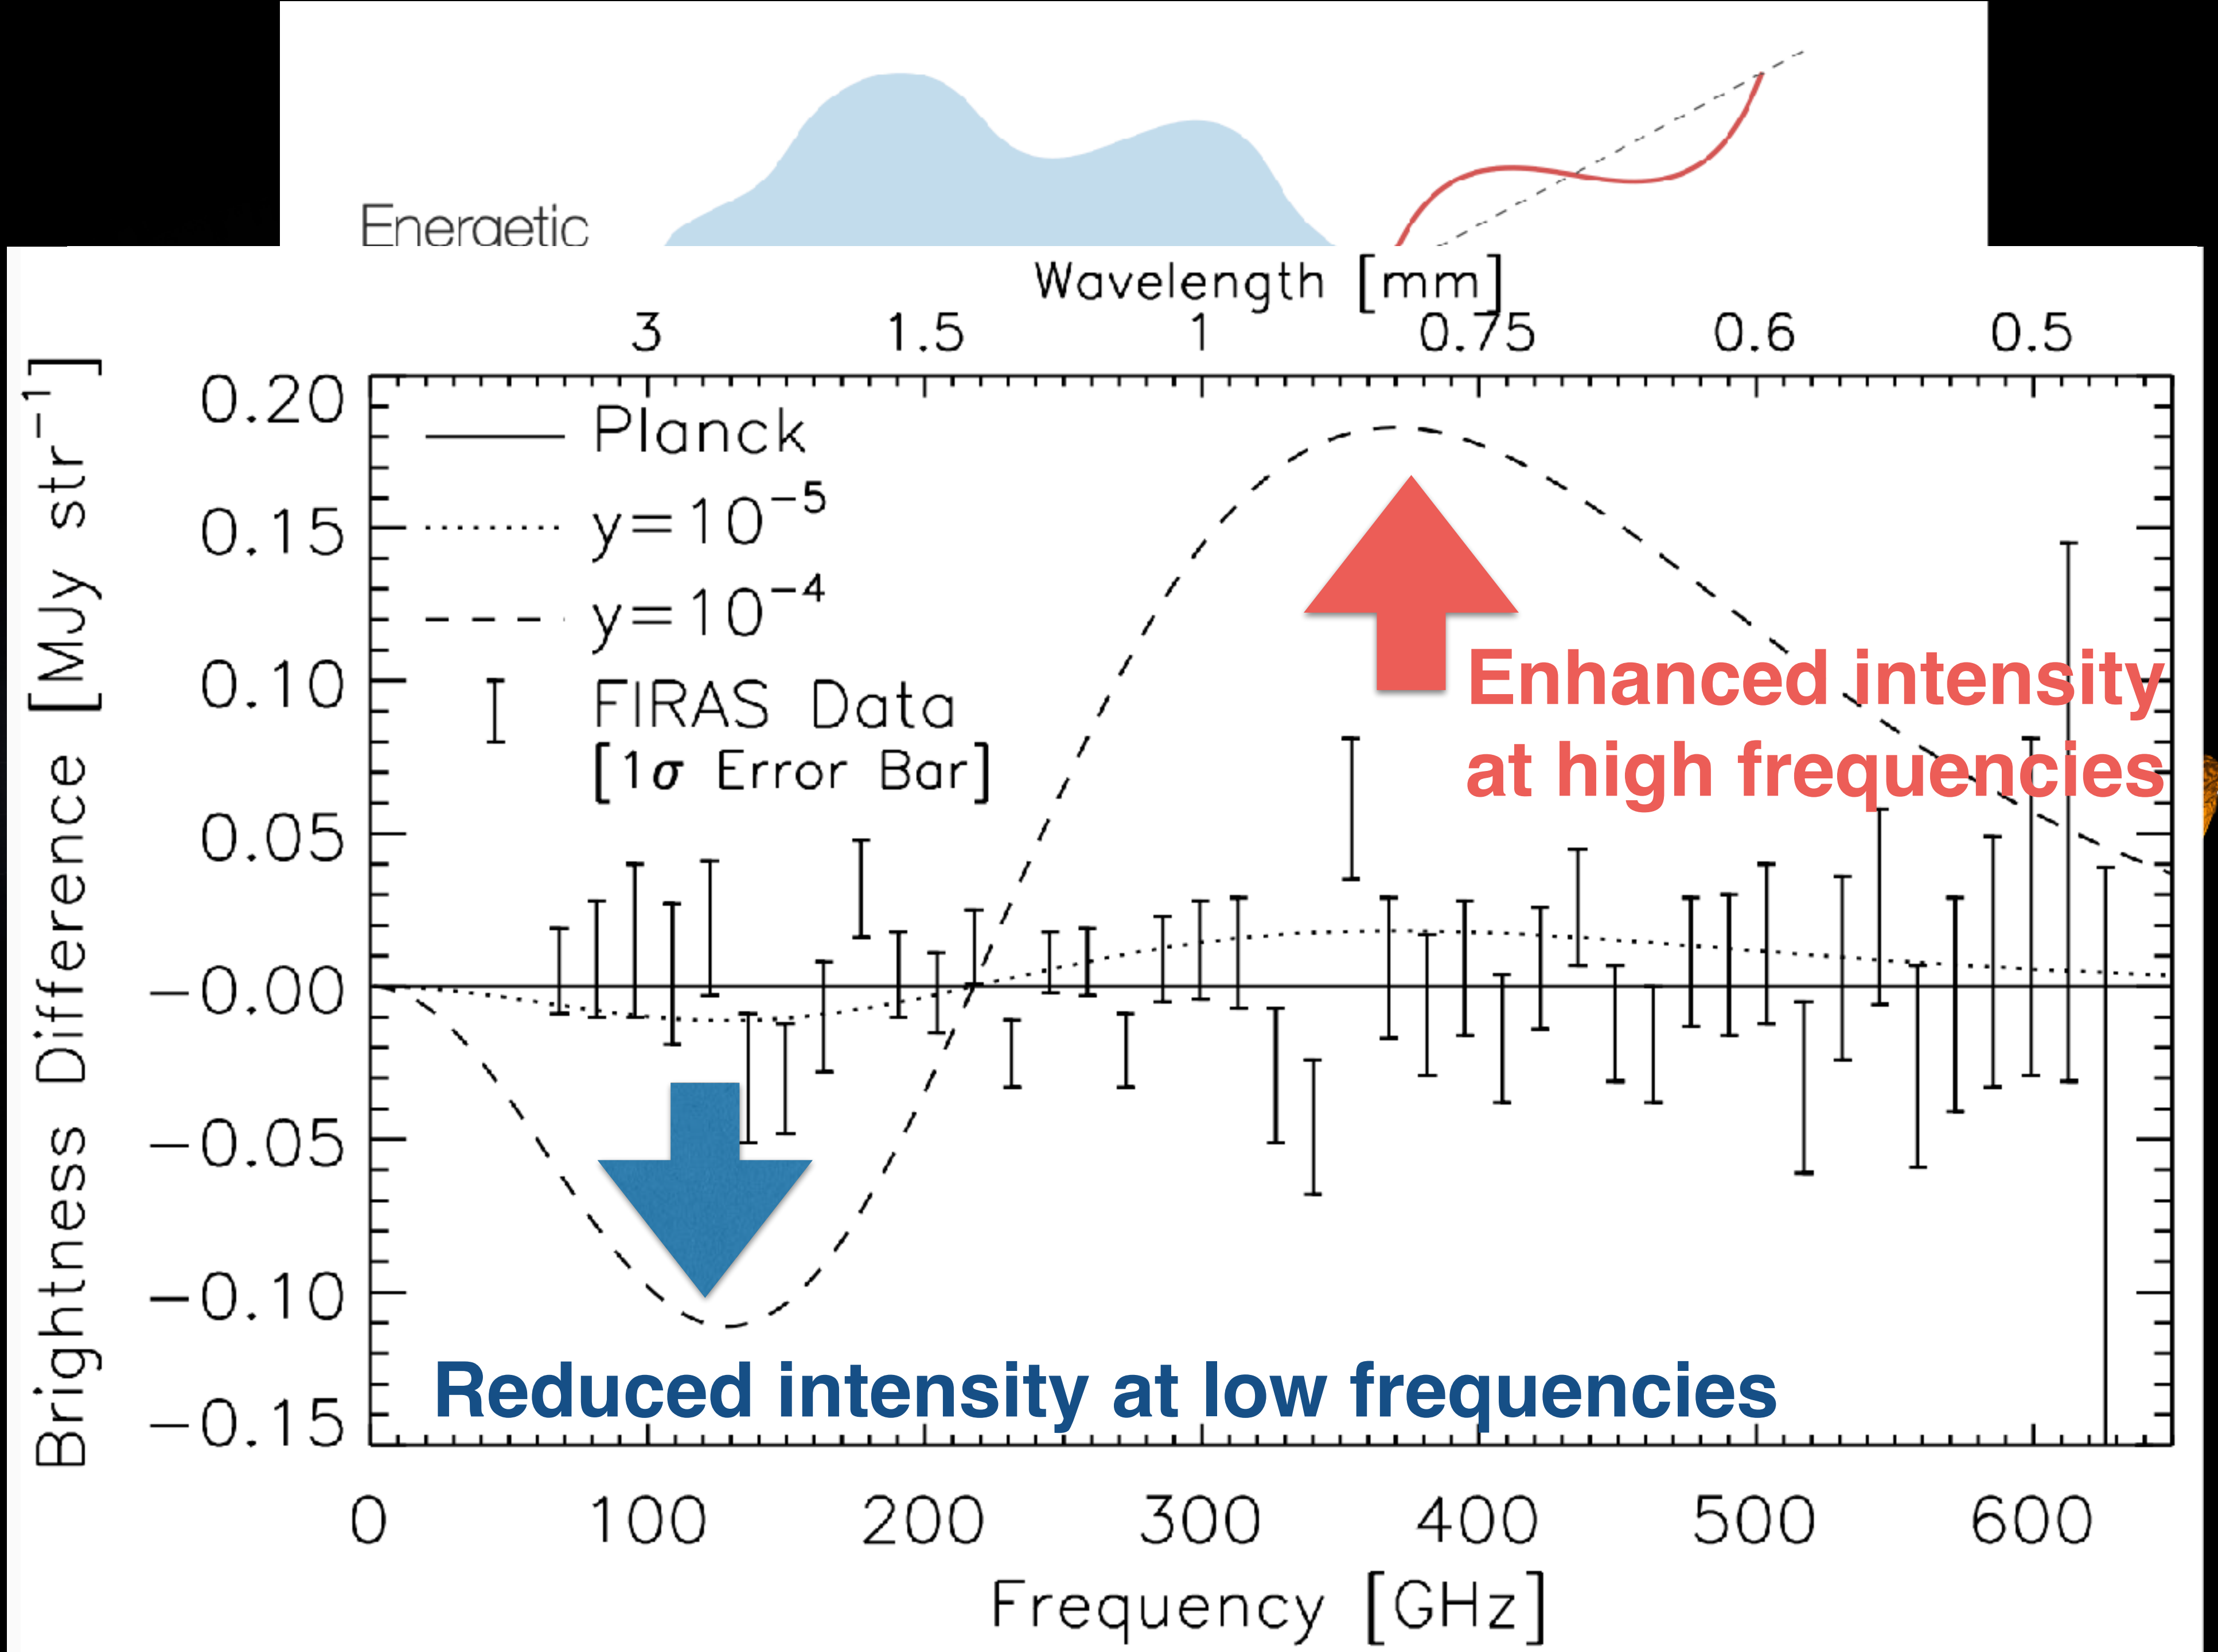 Energetic
Wavelength [mm]
3 1.5 1 0.75 0.6 0.5
Brightness Difference [MJy str⁻¹]
0.20
0.15
0.10
0.05
−0.00
−0.05
−0.10
−0.15
Planck
y=10⁻⁵
y=10⁻⁴
FIRAS Data
[1σ Error Bar]
Enhanced intensity
at high frequencies
Reduced intensity at low frequencies
0 100 200 300 400 500 600
Frequency [GHz]